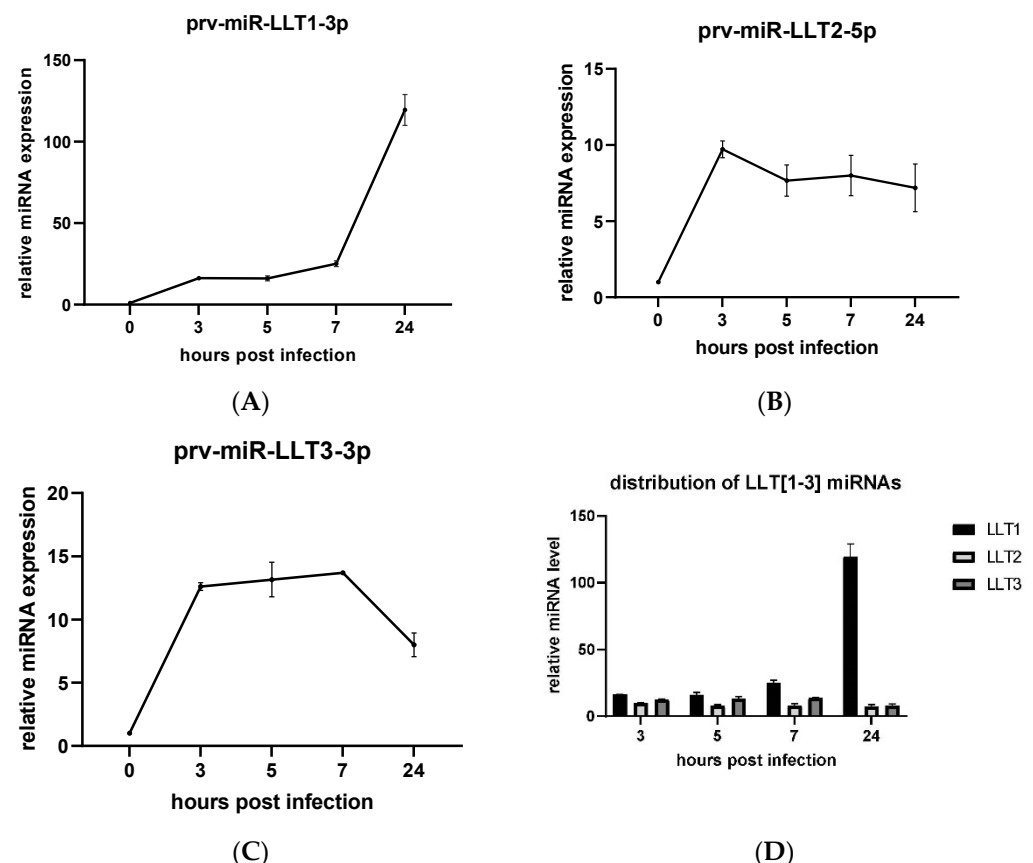 prv-miR-LLT1-3p
relative miRNA expression
150
100
50
0
0 3 5 7 24
hours post infection
(A)
prv-miR-LLT2-5p
relative miRNA expression
15
10
5
0
0 3 5 7 24
hours post infection
(B)
prv-miR-LLT3-3p
relative miRNA expression
20
15
10
5
0
0 3 5 7 24
hours post infection
(C)
distribution of LLT[1-3] miRNAs
relative miRNA level
150
100
50
0
3 5 7 24
hours post infection
LLT1
LLT2
LLT3
(D)